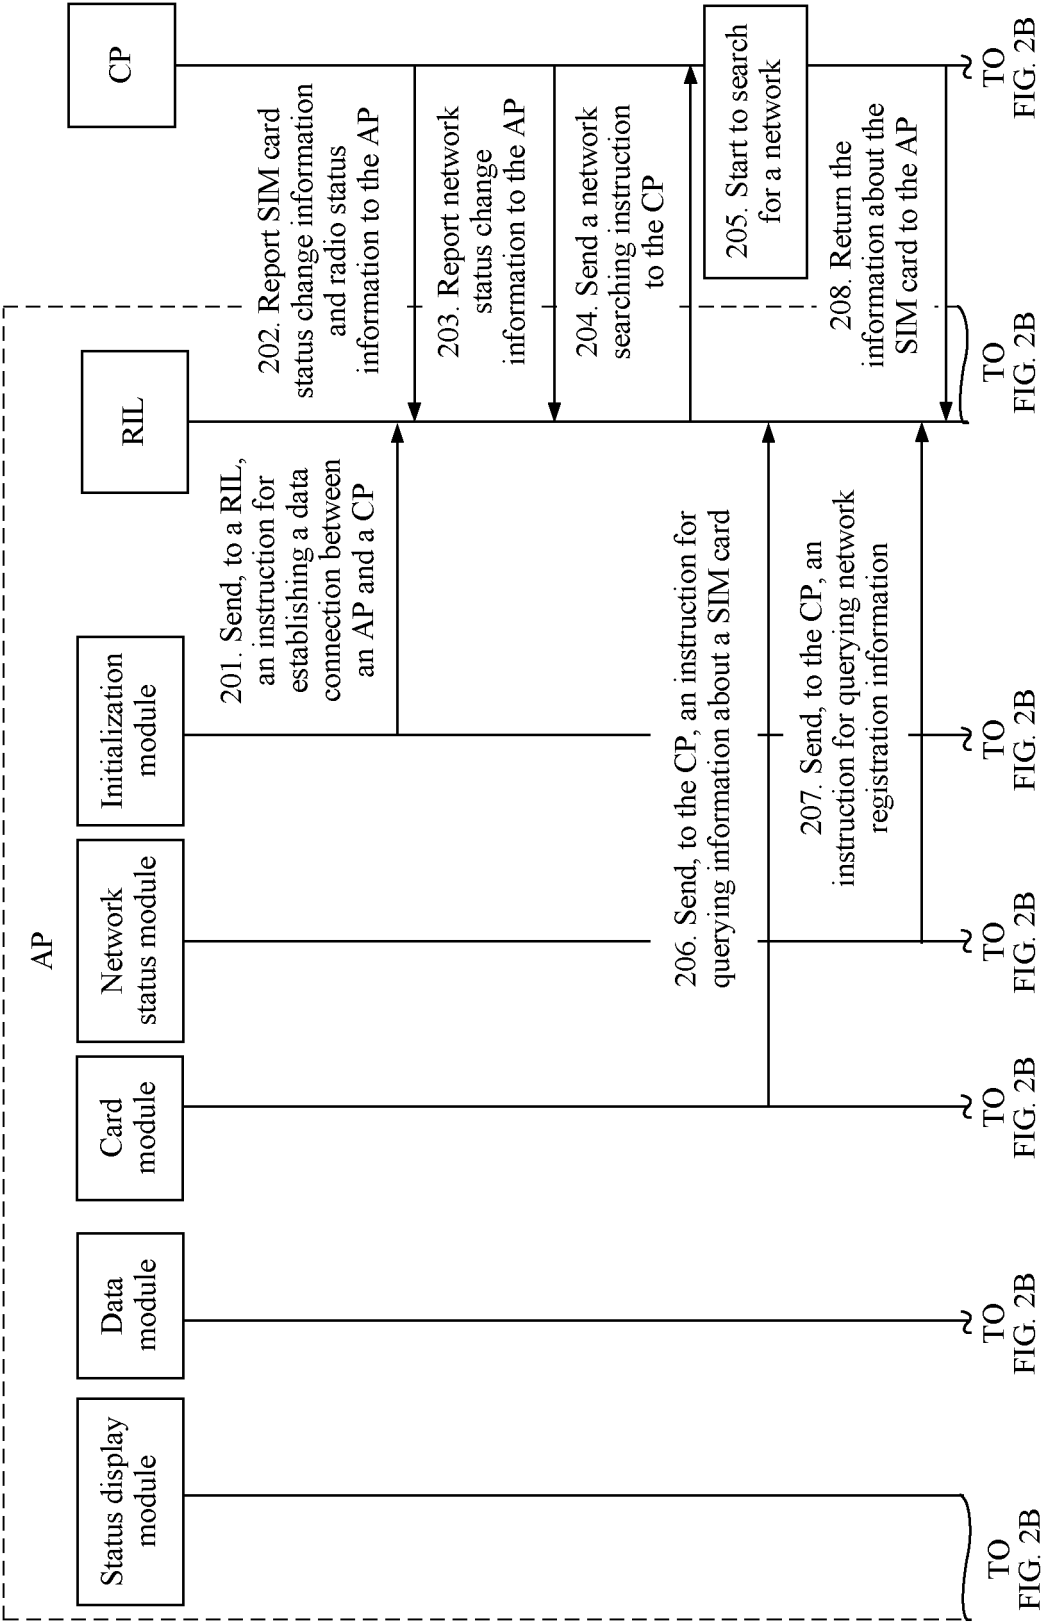 AP
Status display
module
Data
module
Card
module
Network
status module
Initialization
module
RIL
CP
201. Send, to a RIL,
an instruction for
establishing a data
connection between
an AP and a CP
202. Report SIM card
status change information
and radio status
information to the AP
203. Report network
status change
information to the AP
204. Send a network
searching instruction
to the CP
205. Start to search
for a network
206. Send, to the CP, an instruction for
querying information about a SIM card
207. Send, to the CP, an
instruction for querying network
registration information
208. Return the
information about the
SIM card to the AP
TO
FIG. 2B
TO
FIG. 2B
TO
FIG. 2B
TO
FIG. 2B
TO
FIG. 2B
TO
FIG. 2B
TO
FIG. 2B